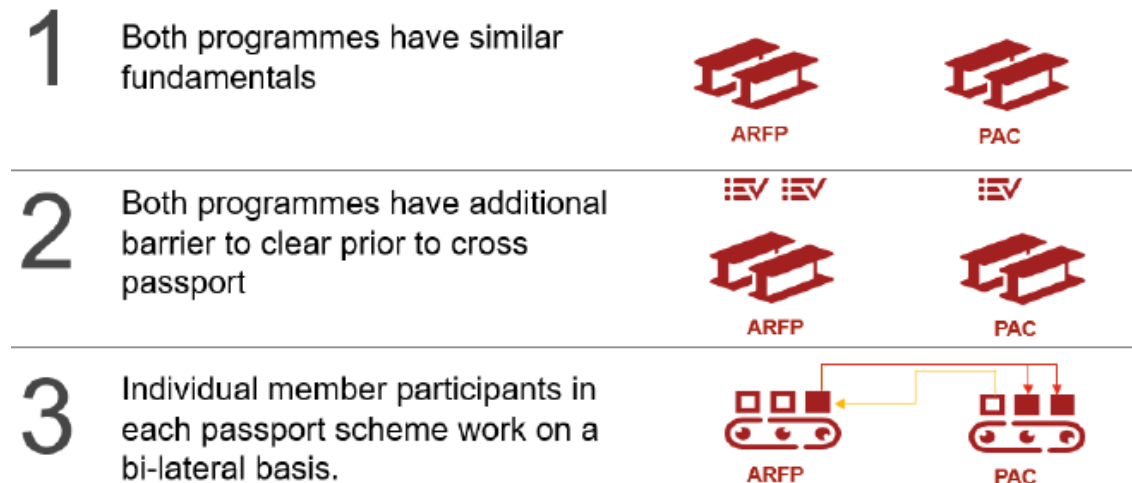 1
Both programmes have similar
fundamentals
ARFP
PAC
2
Both programmes have additional
barrier to clear prior to cross
passport
ARFP
PAC
3
Individual member participants in
each passport scheme work on a
bi-lateral basis.
ARFP
PAC